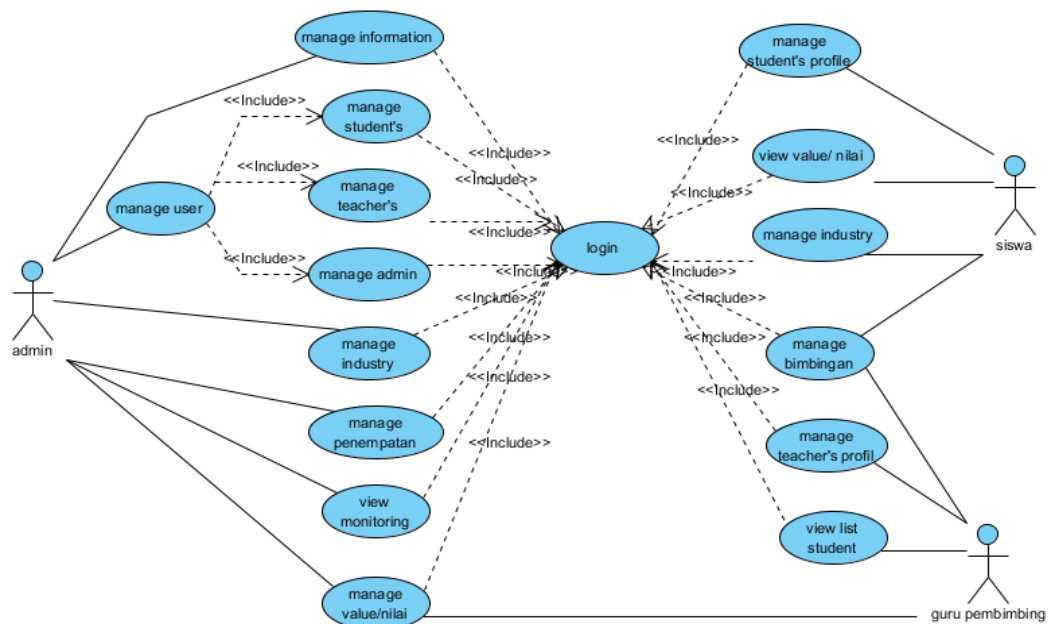 manage information
<<Include>>
manage
student's
<<Include>>
manage
teacher's
manage user
<<Include>>
manage admin
admin
manage
industry
manage
penempatan
view
monitoring
manage
value/nilai
<<Include>>
<<Include>>
<<Include>>
<<Include>>
<<Include>>
<<Include>>
<<Include>>
login
<<Include>>
<<Include>>
<<Include>>
<<Include>>
<<Include>>
<<Include>>
manage
student's profile
view value/ nilai
manage industry
siswa
manage
bimbingan
manage
teacher's profil
view list
student
guru pembimbing